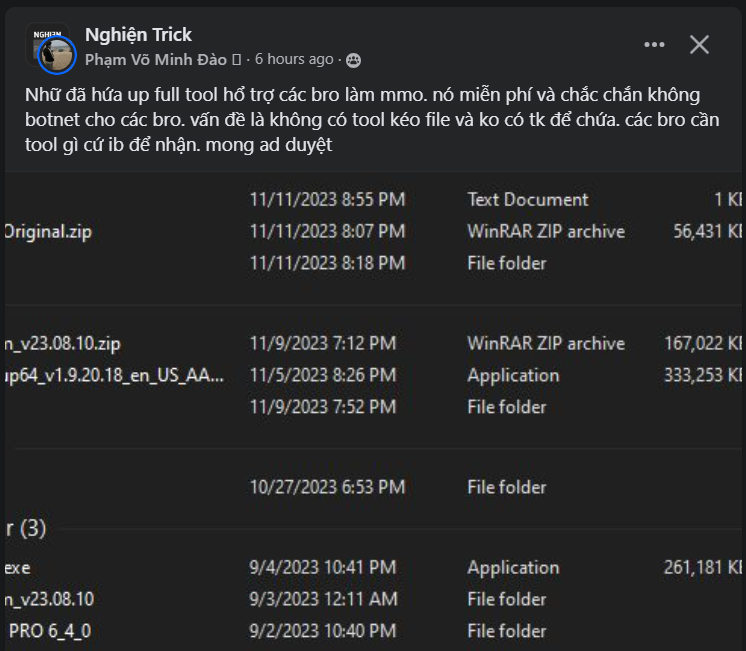 NGHIỆN
Nghiện Trick
Phạm Võ Minh Đào · 6 hours ago ·
Nhữ đã hứa up full tool hổ trợ các bro làm mmo. nó miễn phí và chắc chắn không
botnet cho các bro. vấn đề là không có tool kéo file và ko có tk để chứa. các bro cần
tool gì cứ ib để nhận. mong ad duyệt
11/11/2023 8:55 PM Text Document 1 KB
Original.zip 11/11/2023 8:07 PM WinRAR ZIP archive 56,431 KB
11/11/2023 8:18 PM File folder
n_v23.08.10.zip 11/9/2023 7:12 PM WinRAR ZIP archive 167,022 KB
up64_v1.9.20.18_en_US_AA... 11/5/2023 8:26 PM Application 333,253 KB
11/9/2023 7:52 PM File folder
10/27/2023 6:53 PM File folder
r (3)
exe 9/4/2023 10:41 PM Application 261,181 KB
n_v23.08.10 9/3/2023 12:11 AM File folder
PRO 6_4_0 9/2/2023 10:40 PM File folder